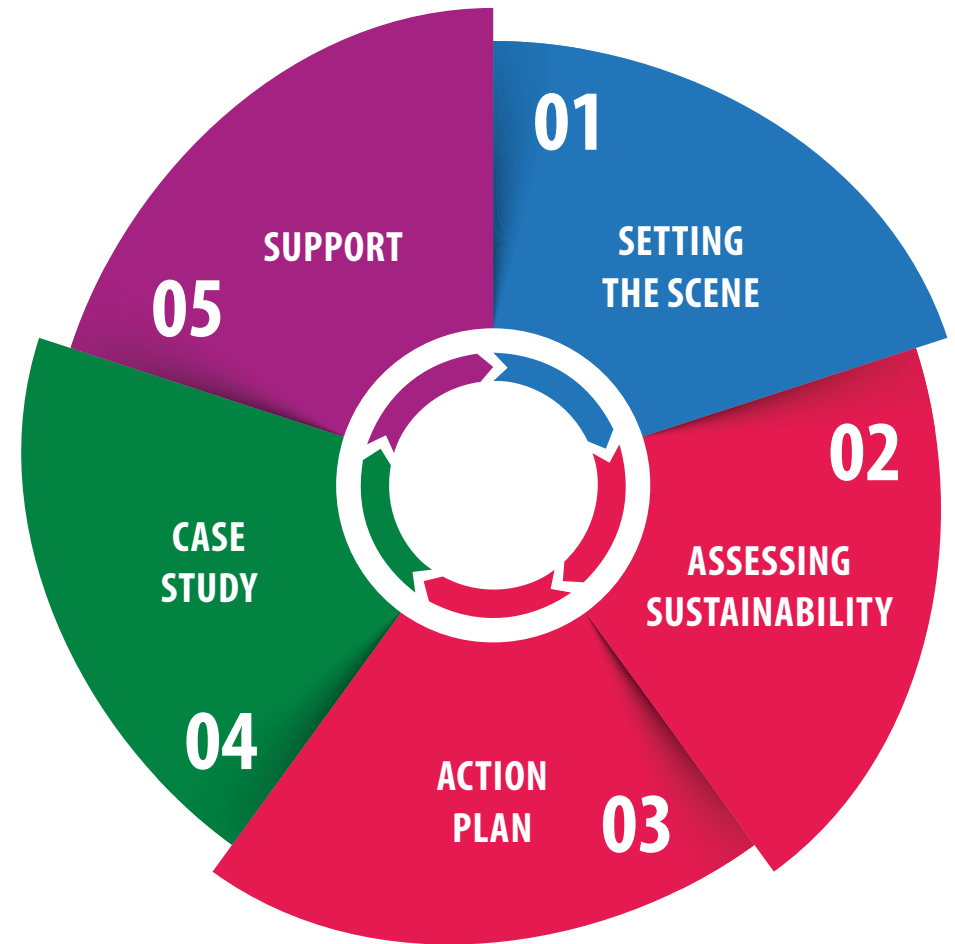 01
SETTING
THE SCENE
02
ASSESSING
SUSTAINABILITY
03
ACTION
PLAN
04
CASE
STUDY
05
SUPPORT